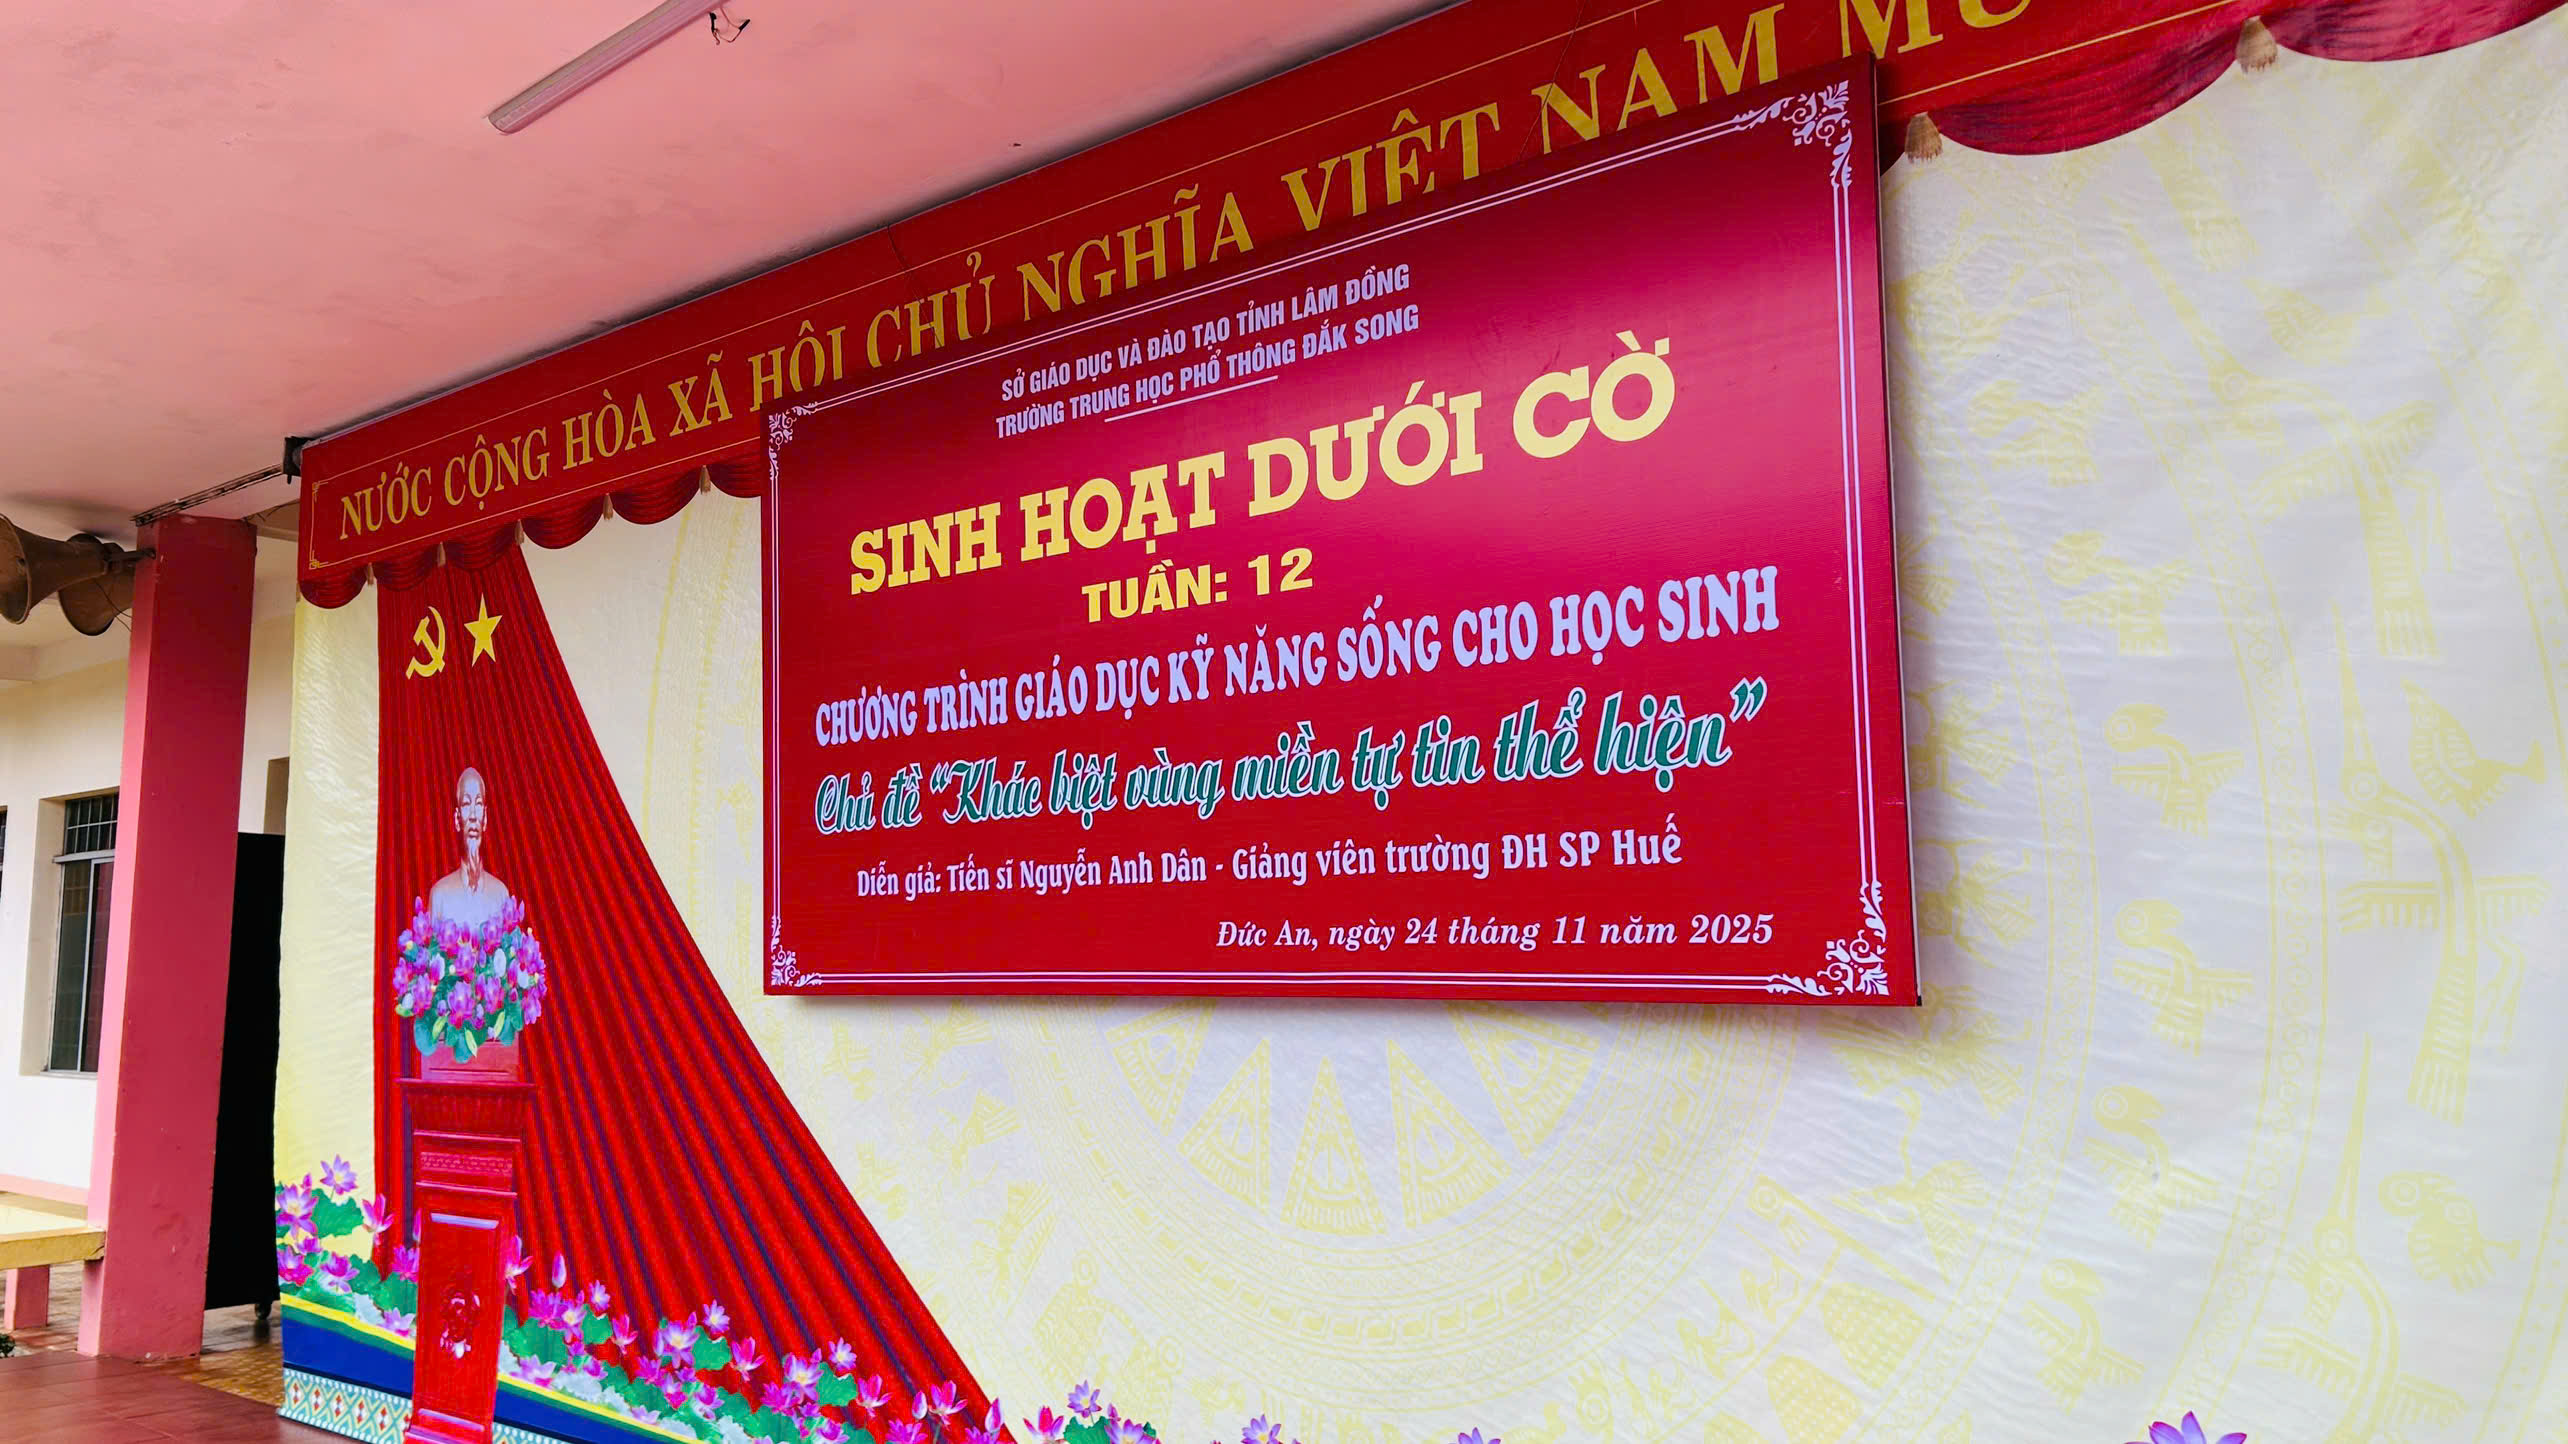 NƯỚC CỘNG HÒA XÃ HỘI CHỦ NGHĨA VIỆT NAM
SỞ GIÁO DỤC VÀ ĐÀO TẠO TỈNH LÂM ĐỒNG
TRƯỜNG TRUNG HỌC PHỔ THÔNG ĐẮK SONG
SINH HOẠT DƯỚI CỜ
TUẦN: 12
CHƯƠNG TRÌNH GIÁO DỤC KỸ NĂNG SỐNG CHO HỌC SINH
Chủ đề “Khác biệt vùng miền tự tin thể hiện”
Diễn giả: Tiến sĩ Nguyễn Anh Dân - Giảng viên trường ĐH SP Huế
Đức An, ngày 24 tháng 11 năm 2025